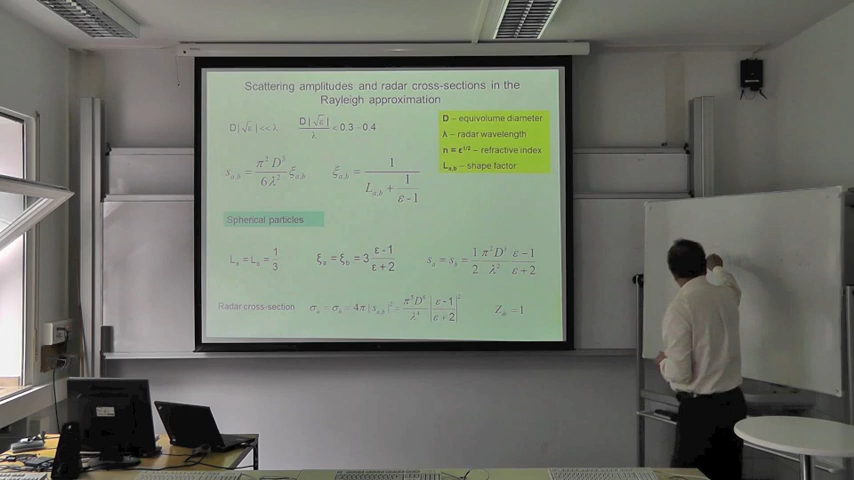 Scattering amplitudes and radar cross-sections in the
Rayleigh approximation
D|√ε|<< λ
D|√ε|/λ < 0.3 – 0.4
D – equivolume diameter
λ – radar wavelength
n = ε^1/2 – refractive index
L_a,b – shape factor
s_a,b = π²D³/6λ² ξ_a,b
ξ_a,b = 1/(L_a,b + 1/(ε-1))
Spherical particles
L_a = L_b = 1/3
ξ_a = ξ_b = 3 (ε-1)/(ε+2)
s_a = s_b = 1/2 π²D³/λ² (ε-1)/(ε+2)
Radar cross-section
σ_a = σ_b = 4π|s_a,b|² = π⁵D⁶/λ⁴ |(ε-1)/(ε+2)|²
Z_dr = 1